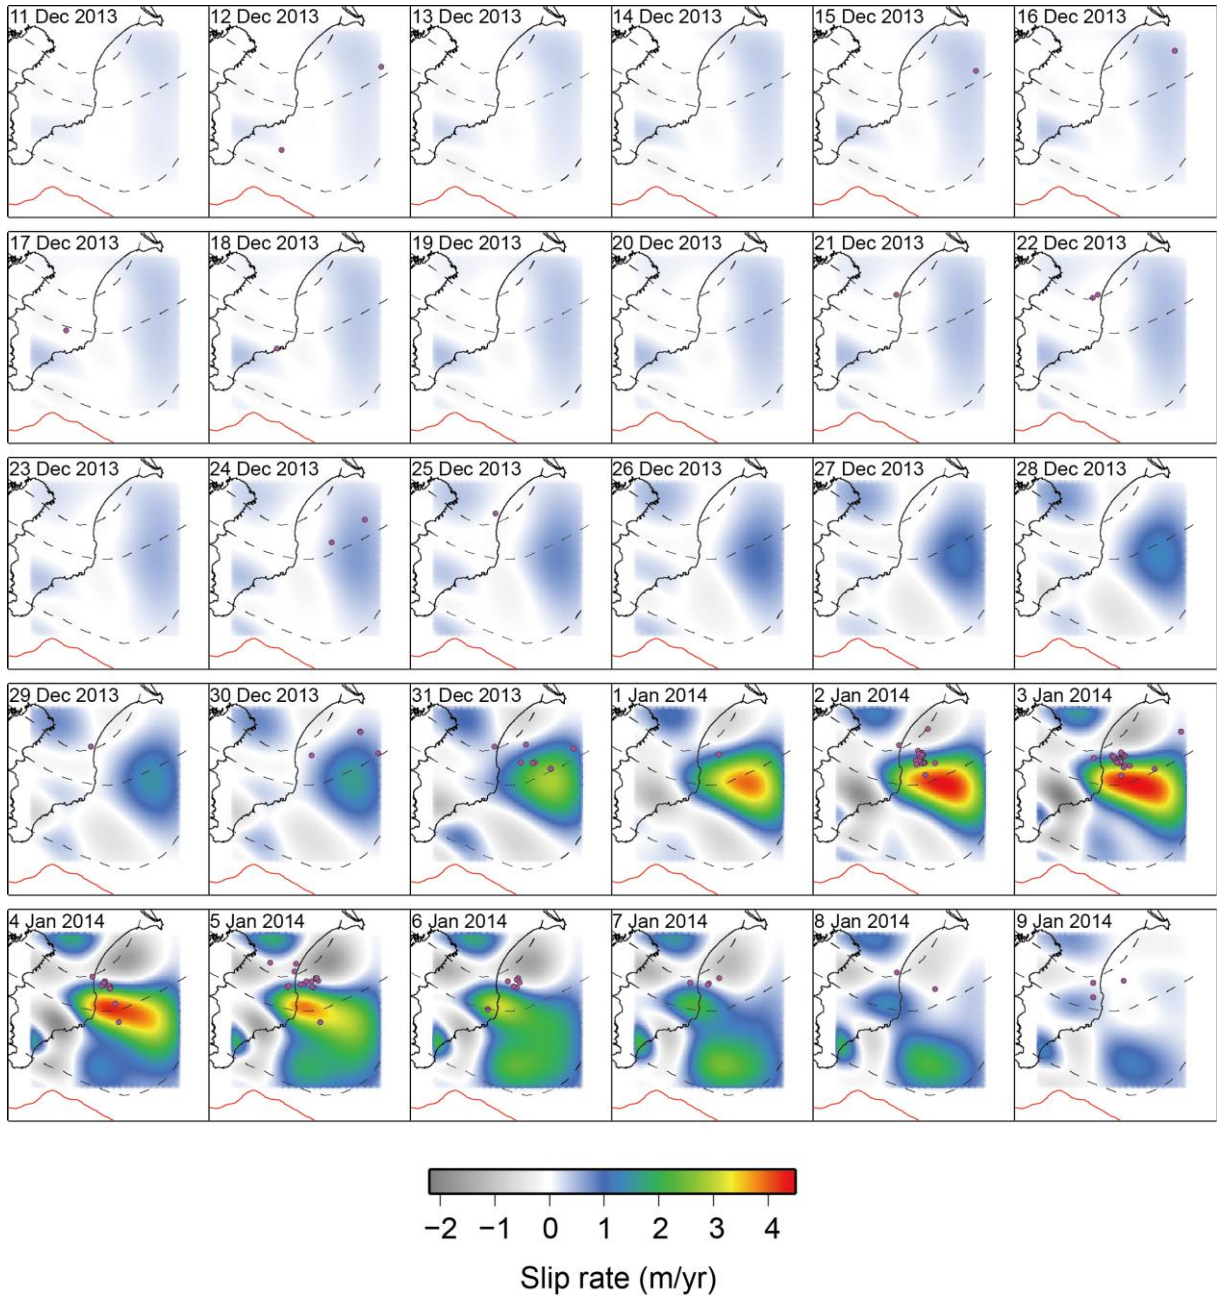 11 Dec 2013 12 Dec 2013 13 Dec 2013 14 Dec 2013 15 Dec 2013 16 Dec 2013
17 Dec 2013 18 Dec 2013 19 Dec 2013 20 Dec 2013 21 Dec 2013 22 Dec 2013
23 Dec 2013 24 Dec 2013 25 Dec 2013 26 Dec 2013 27 Dec 2013 28 Dec 2013
29 Dec 2013 30 Dec 2013 31 Dec 2013 1 Jan 2014 2 Jan 2014 3 Jan 2014
4 Jan 2014 5 Jan 2014 6 Jan 2014 7 Jan 2014 8 Jan 2014 9 Jan 2014
−2 −1 0 1 2 3 4
Slip rate (m/yr)